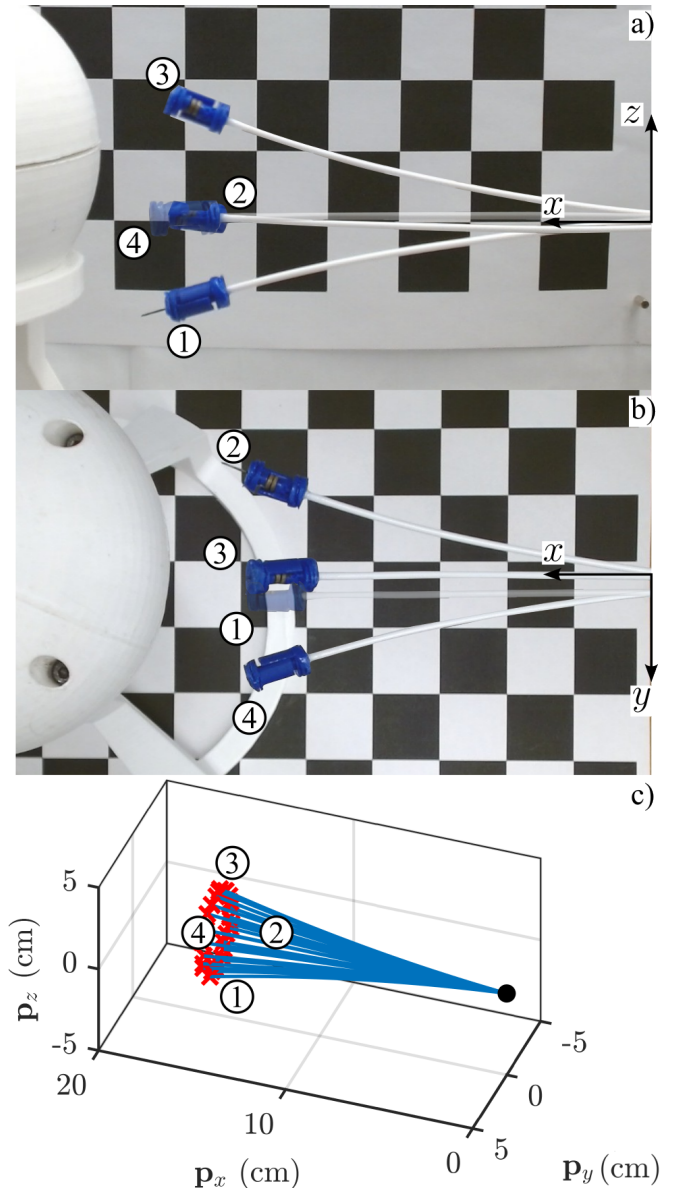 a)
③
z
②
x
④
①
b)
②
x
③
①
y
④
c)
③
5
④ ②
0
p_z (cm)
①
-5
-5
20
0
10
5
0
p_x (cm)
p_y (cm)